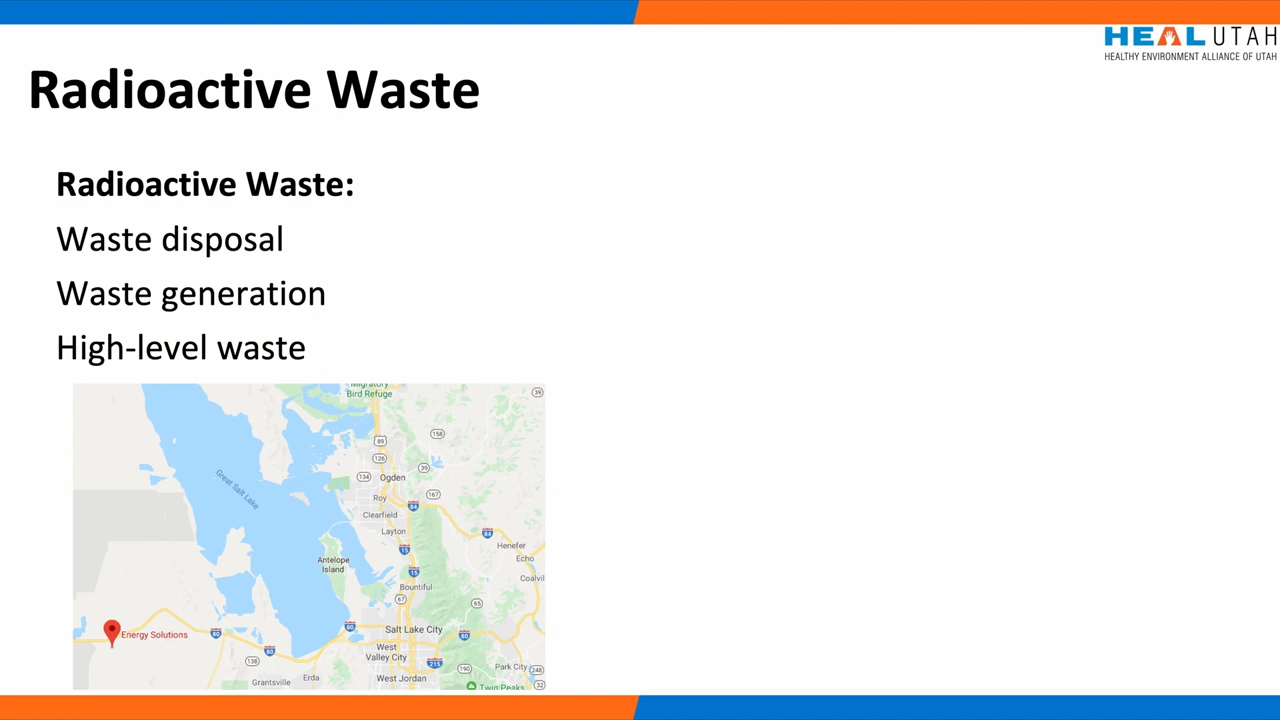 HEAL UTAH
HEALTHY ENVIRONMENT ALLIANCE OF UTAH
Radioactive Waste
Radioactive Waste:
Waste disposal
Waste generation
High-level waste
Migratory
Bird Refuge
39
158
89
126
39
Great Salt Lake
134
Ogden
167
Roy
84
Clearfield
Layton
84
15
Henefer
Echo
Antelope
Island
15
Coalvil
Bountiful
67
65
Energy Solutions
80
80
Salt Lake City
80
West
Valley City
80
138
215
190
Park City
248
Grantsville
Erda
West Jordan
Twin Peaks
32